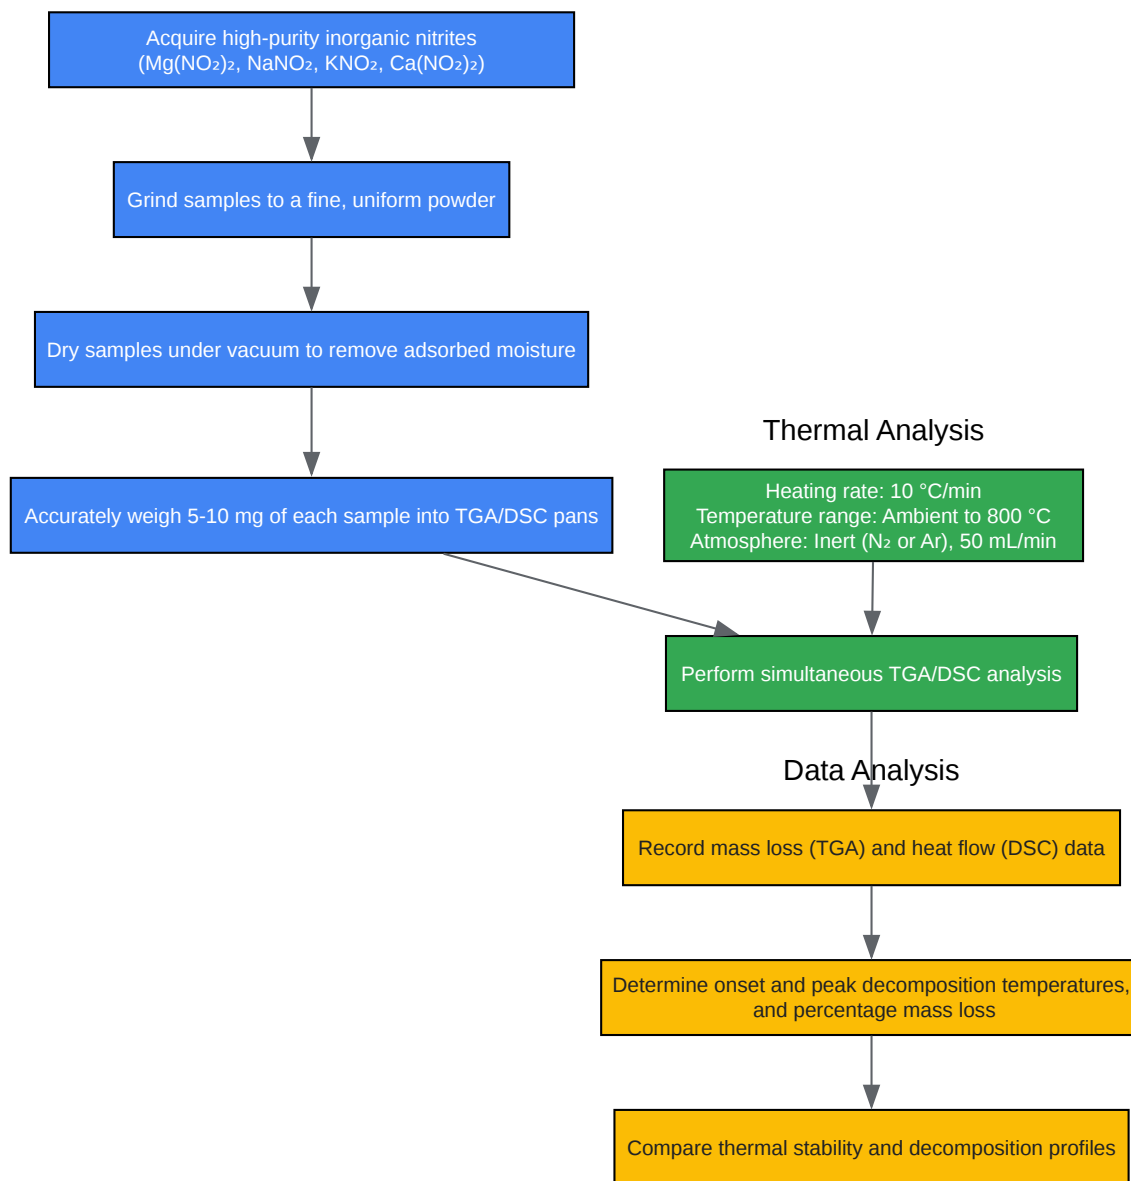 Acquire high-purity inorganic nitrites
(Mg(NO₂)₂, NaNO₂, KNO₂, Ca(NO₂)₂)
Grind samples to a fine, uniform powder
Dry samples under vacuum to remove adsorbed moisture
Accurately weigh 5-10 mg of each sample into TGA/DSC pans
Thermal Analysis
Heating rate: 10 °C/min
Temperature range: Ambient to 800 °C
Atmosphere: Inert (N₂ or Ar), 50 mL/min
Perform simultaneous TGA/DSC analysis
Data Analysis
Record mass loss (TGA) and heat flow (DSC) data
Determine onset and peak decomposition temperatures,
and percentage mass loss
Compare thermal stability and decomposition profiles